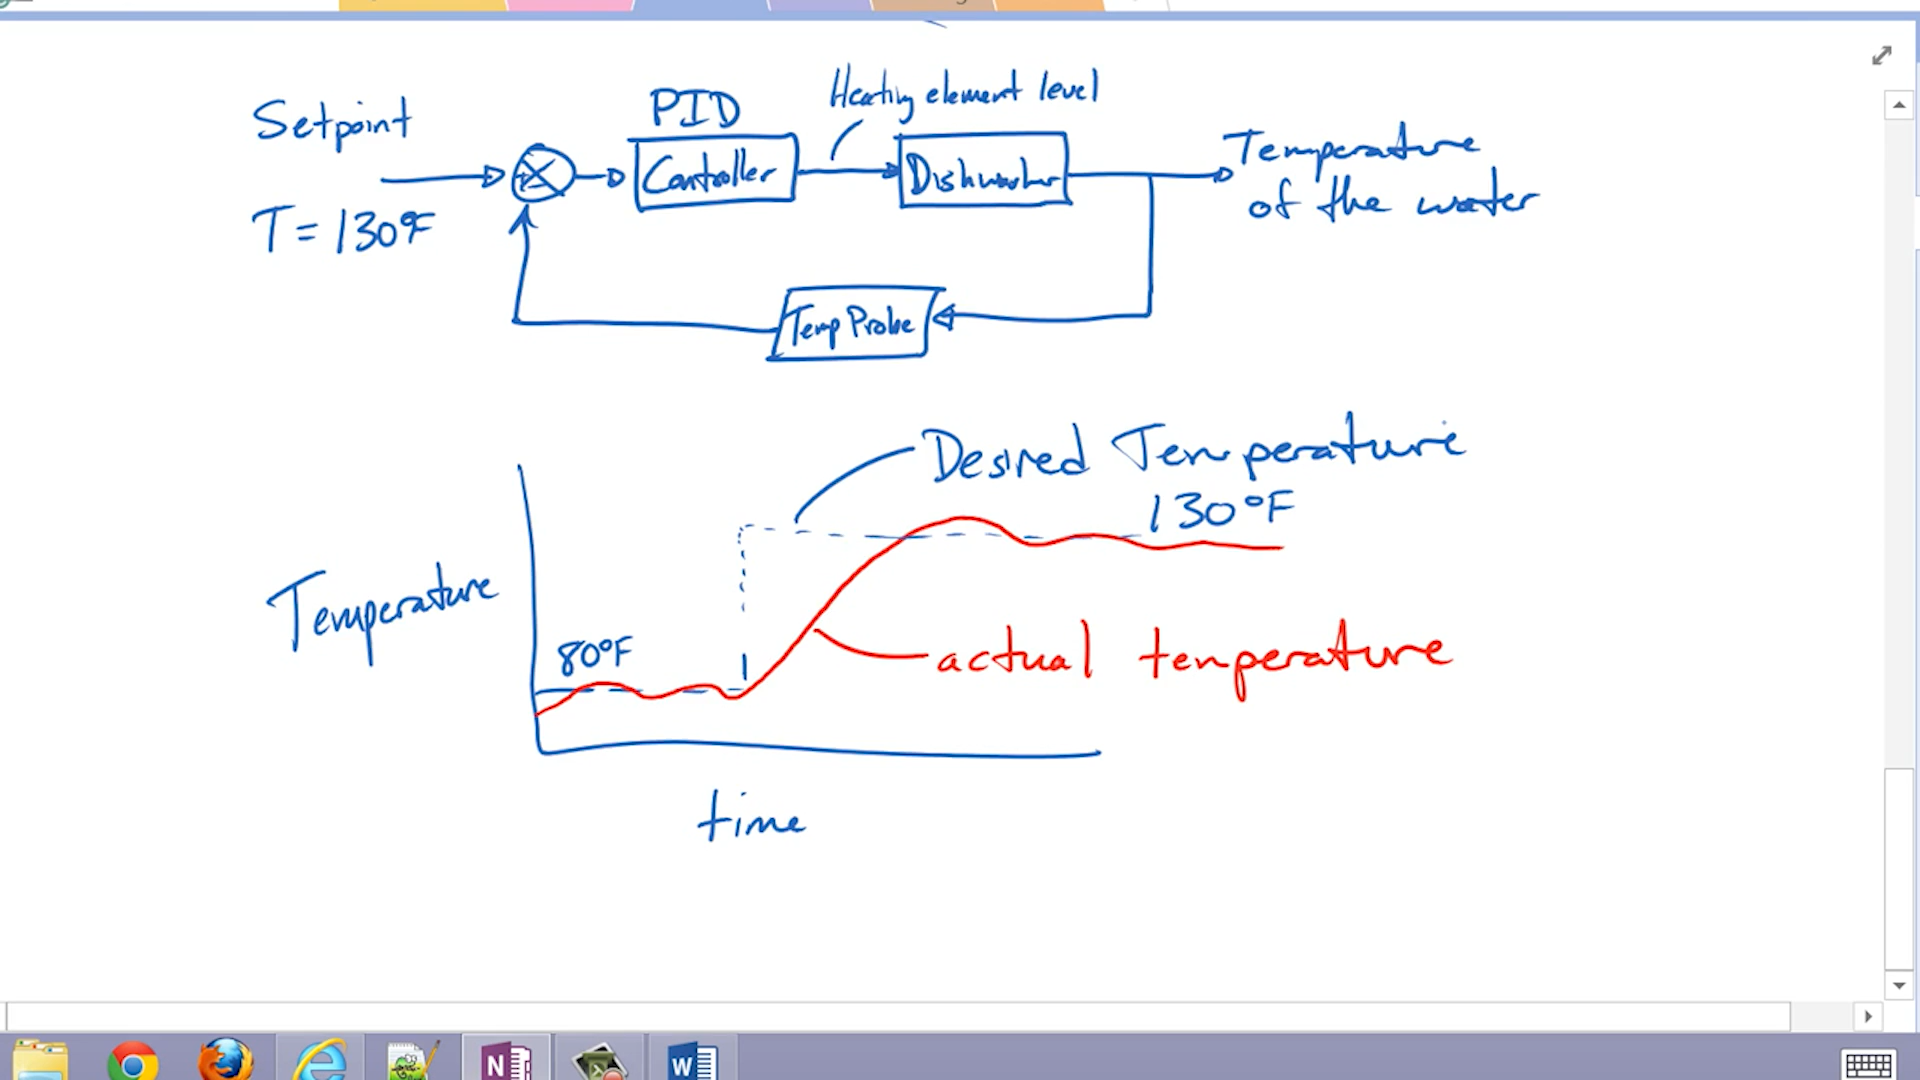 Setpoint
T = 130°F
PID
Controller
Heating element level
Dishwasher
Temperature
of the water
Temp Probe
Desired Temperature
130°F
Temperature
80°F
actual temperature
time
N
W